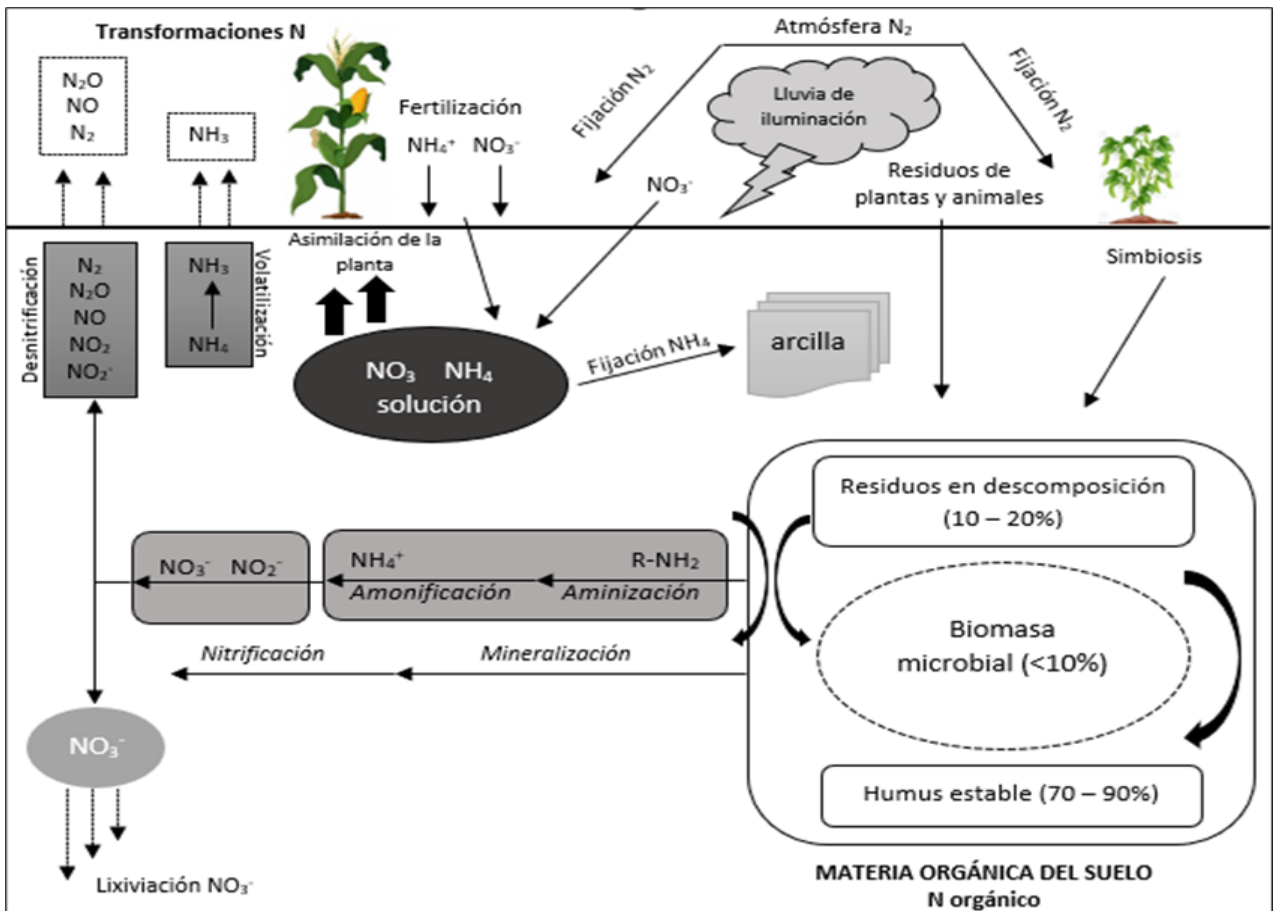 Transformaciones N
Atmósfera N₂
N₂O
NO
N₂
NH₃
Fertilización
NH₄⁺ NO₃⁻
Fijación N₂
Lluvia de
iluminación
Fijación N₂
NO₃⁻
Residuos de
plantas y animales
Desnitrificación
N₂
N₂O
NO
NO₂
NO₂⁻
NH₃
NH₄
Volatilización
Asimilación de la
planta
NO₃ NH₄
solución
Fijación NH₄
arcilla
Simbiosis
Residuos en descomposición
(10 – 20%)
Biomasa
microbial (<10%)
Humus estable (70 – 90%)
MATERIA ORGÁNICA DEL SUELO
N orgánico
NO₃⁻ NO₂⁻
NH₄⁺
R-NH₂
Amonificación
Aminización
Nitrificación
Mineralización
NO₃⁻
Lixiviación NO₃⁻